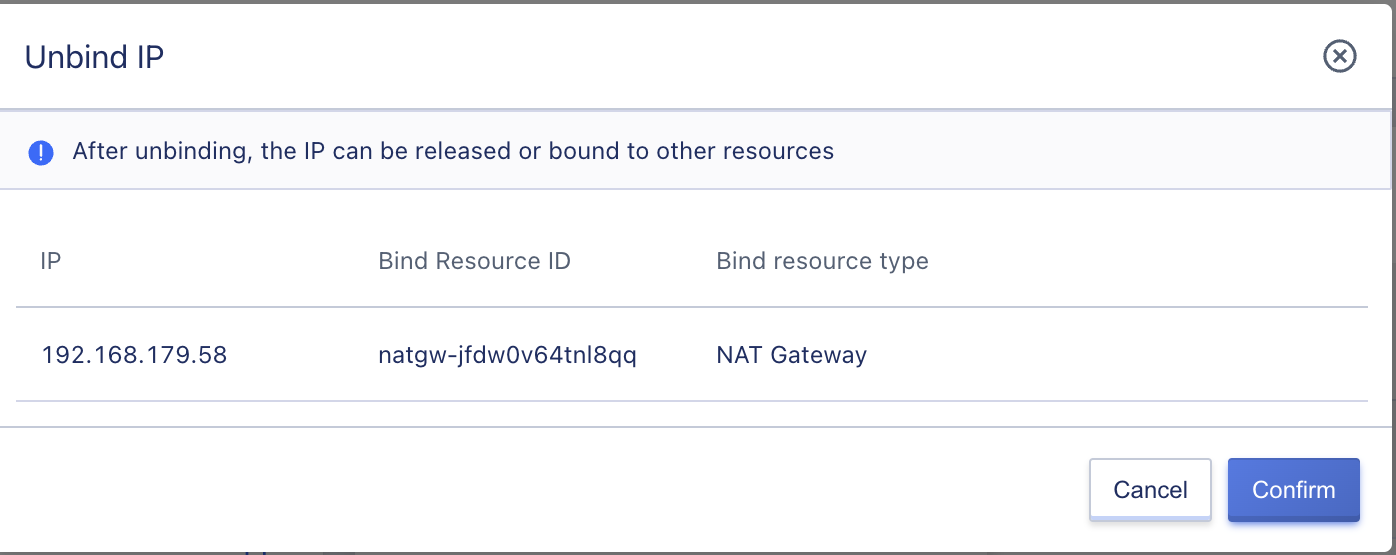 Unbind IP
After unbinding, the IP can be released or bound to other resources
IP Bind Resource ID Bind resource type
192.168.179.58 natgw-jfdw0v64tnl8qq NAT Gateway
Cancel Confirm